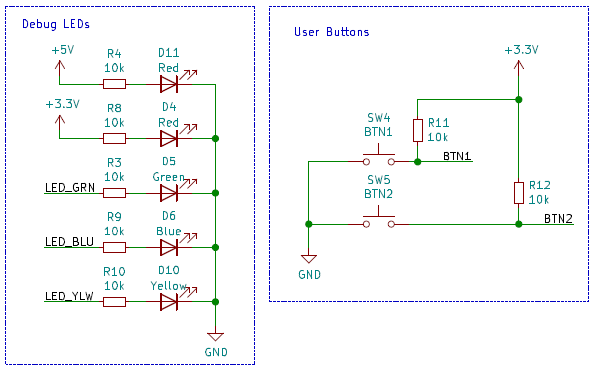 Debug LEDs
+5V
R4
10k
D11
Red
+3.3V
R8
10k
D4
Red
LED_GRN
R3
10k
D5
Green
LED_BLU
R9
10k
D6
Blue
LED_YLW
R10
10k
D10
Yellow
GND
User Buttons
+3.3V
SW4
BTN1
R11
10k
BTN1
SW5
BTN2
R12
10k
BTN2
GND